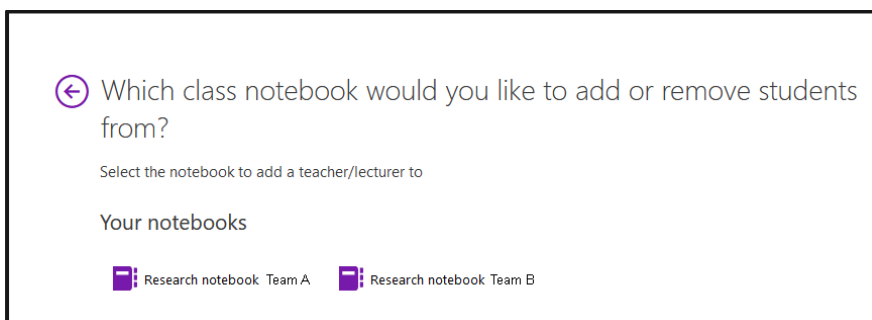 Which class notebook would you like to add or remove students
from?
Select the notebook to add a teacher/lecturer to
Your notebooks
Research notebook Team A Research notebook Team B